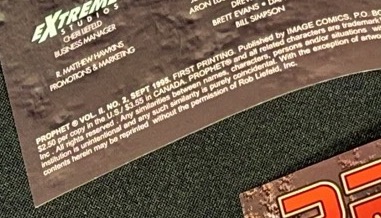 EXTREME
STUDIOS
CHERI LIEFELD
BUSINESS MANAGER
R. MATTHEW HAWKINS
PROMOTIONS & MARKETING
BRETT EVANS •
BILL SIMPSON
PROPHET ® VOL. II. NO. 2, SEPT 1995. FIRST PRINTING. Published by IMAGE COMICS, P.O.
$2.50 per copy in the U.S./ $3.55 in CANADA. PROPHET® and all related characters are trademark
Inc - All rights reserved - Any similarities between names, characters, persons and/or situations
institution is unintentional and any such similarity is purely coincidental. With the exception of artwork
contents herein may be reprinted without the permission of Rob Liefeld, Inc.